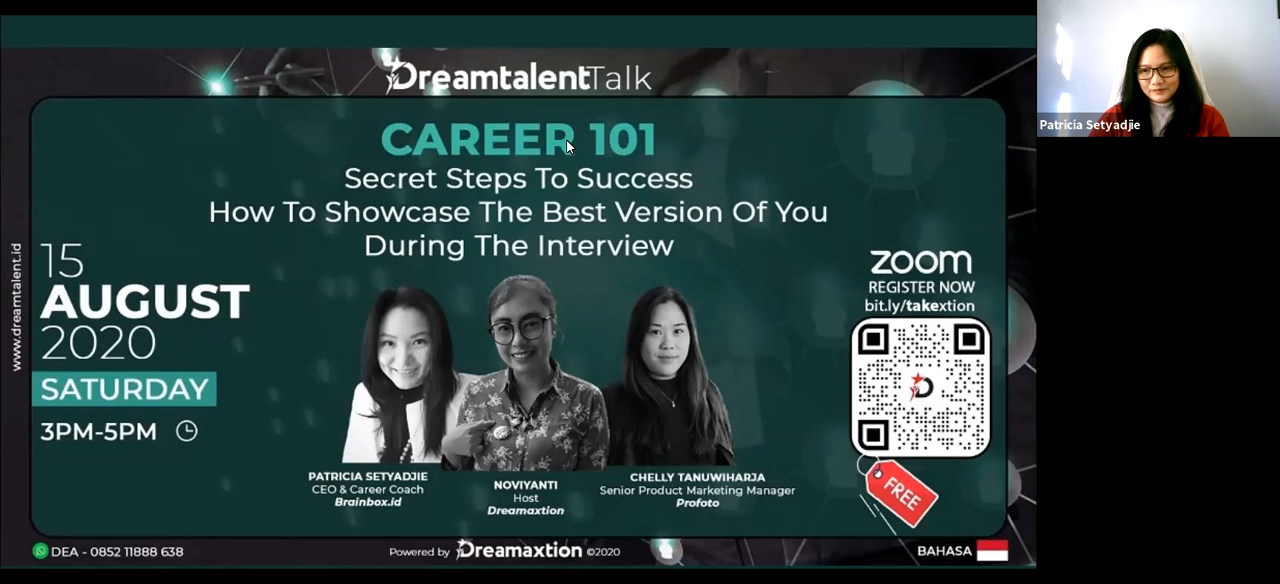 DreamtalentTalk
CAREER 101
Secret Steps To Success
How To Showcase The Best Version Of You
During The Interview
www.dreamtalent.id
15
AUGUST
2020
SATURDAY
3PM-5PM
zoom
REGISTER NOW
bit.ly/takextion
D
FREE
PATRICIA SETYADJIE
CEO & Career Coach
Brainbox.id
NOVIYANTI
Host
Dreamaxtion
CHELLY TANUWIHARJA
Senior Product Marketing Manager
Profoto
DEA - 0852 11888 638
Powered by Dreamaxtion ©2020
BAHASA
Patricia Setyadjie